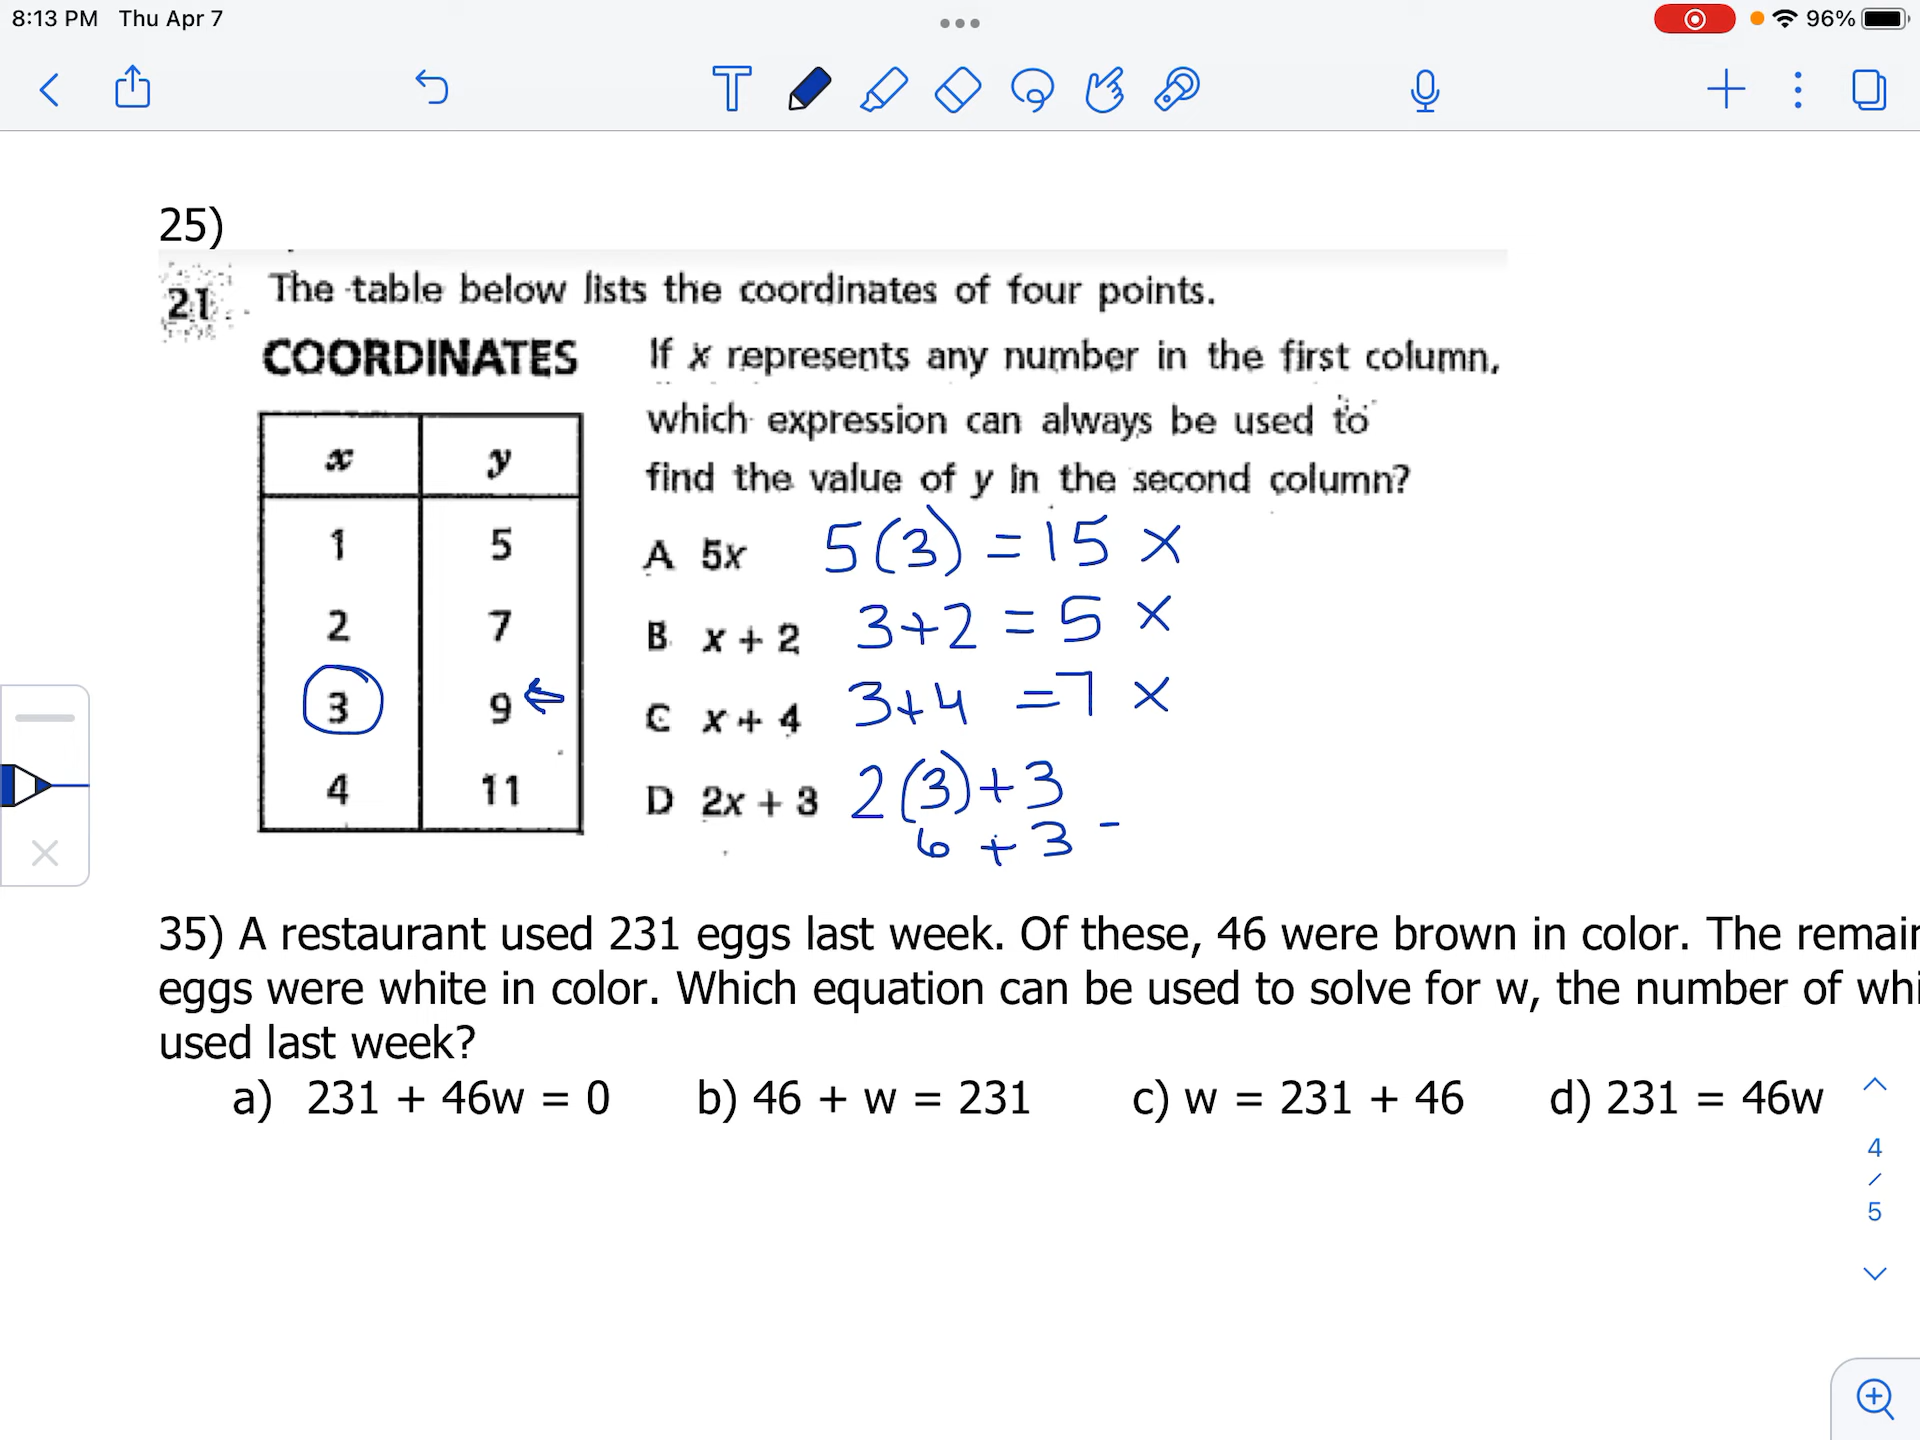 8:13 PM Thu Apr 7
96%
25)
21. The table below lists the coordinates of four points.
COORDINATES
x y
1 5
2 7
3 9
4 11
If x represents any number in the first column,
which expression can always be used to
find the value of y in the second column?
A 5x 5(3) = 15 x
B x + 2 3+2 = 5 x
C x + 4 3+4 =7 x
D 2x + 3 2(3)+3
6 + 3 -
35) A restaurant used 231 eggs last week. Of these, 46 were brown in color. The remain
eggs were white in color. Which equation can be used to solve for w, the number of whi
used last week?
a) 231 + 46w = 0 b) 46 + w = 231 c) w = 231 + 46 d) 231 = 46w
4
/
5